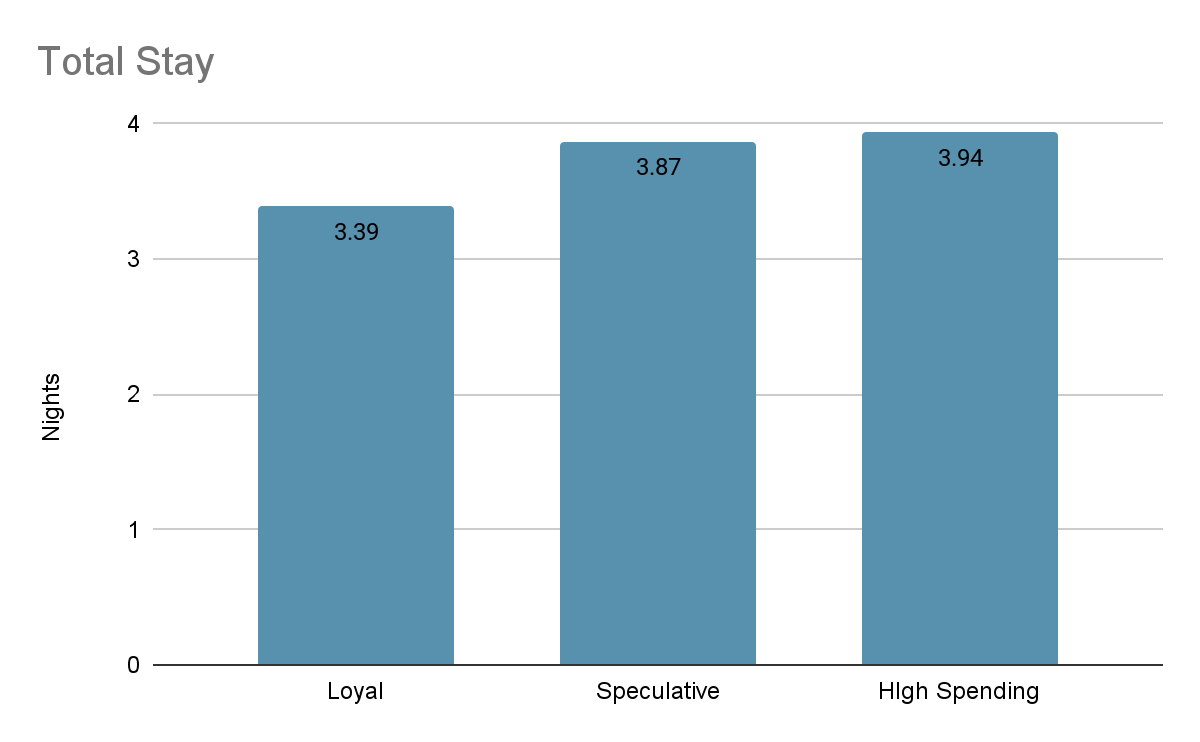 Total Stay
4
3
2
1
0
Nights
3.39
3.87
3.94
Loyal
Speculative
HIgh Spending